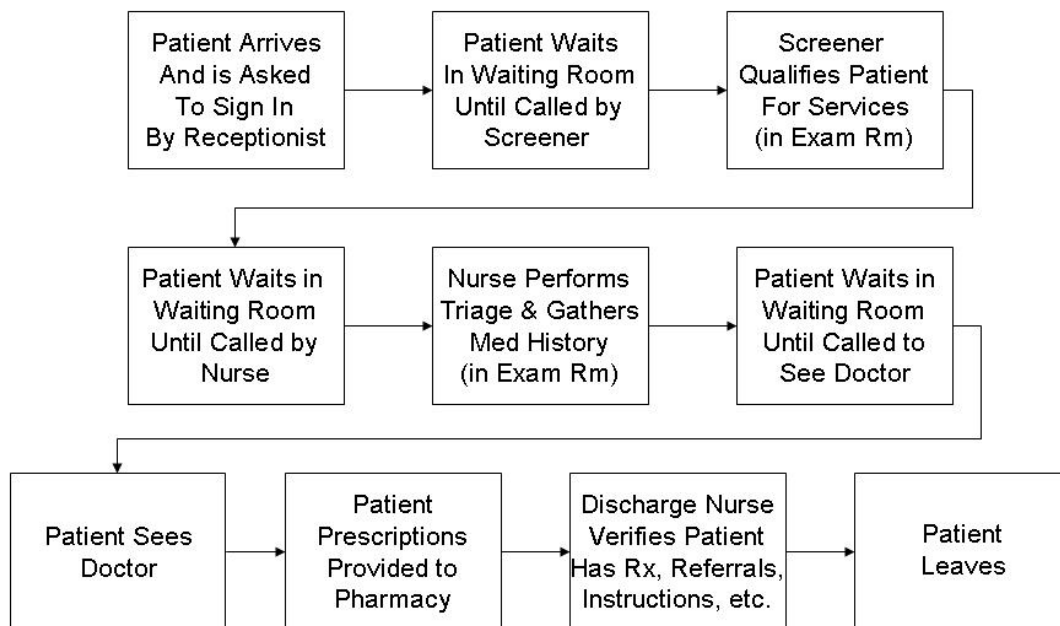 Patient Arrives
And is Asked
To Sign In
By Receptionist
Patient Waits
In Waiting Room
Until Called by
Screener
Screener
Qualifies Patient
For Services
(in Exam Rm)
Patient Waits in
Waiting Room
Until Called by
Nurse
Nurse Performs
Triage & Gathers
Med History
(in Exam Rm)
Patient Waits in
Waiting Room
Until Called to
See Doctor
Patient Sees
Doctor
Patient
Prescriptions
Provided to
Pharmacy
Discharge Nurse
Verifies Patient
Has Rx, Referrals,
Instructions, etc.
Patient
Leaves